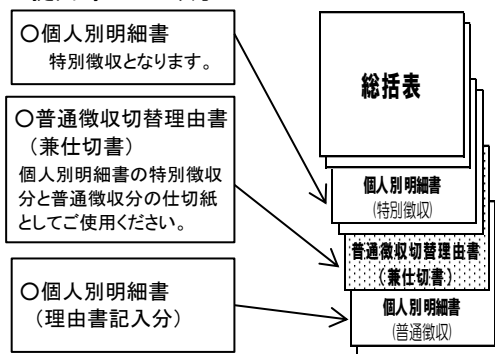 ○個人別明細書
特別徴収となります。
○普通徴収切替理由書
（兼仕切書）
個人別明細書の特別徴収
分と普通徴収分の仕切紙
としてご使用ください。
○個人別明細書
（理由書記入分）
総括表
個人別明細書
(特別徴収)
普通徴収切替理由書
（兼仕切書）
個人別明細書
(普通徴収)